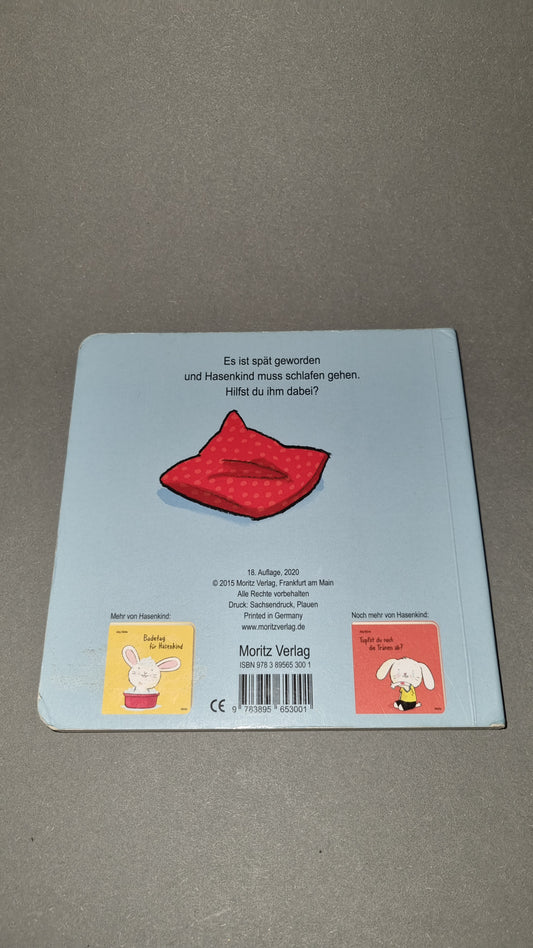 Es ist spät geworden
und Hasenkind muss schlafen gehen.
Hilfst du ihm dabei?
18. Auflage, 2020
© 2015 Moritz Verlag, Frankfurt am Main
Alle Rechte vorbehalten
Druck: Sachsendruck, Plauen
Printed in Germany
www.moritzverlag.de
Mehr von Hasenkind:
Badetag
für Hasenkind
Noch mehr von Hasenkind:
Tupfst du noch
die Tränen ab?
Moritz Verlag
ISBN 978 3 89565 300 1
CE
9 783895 653001